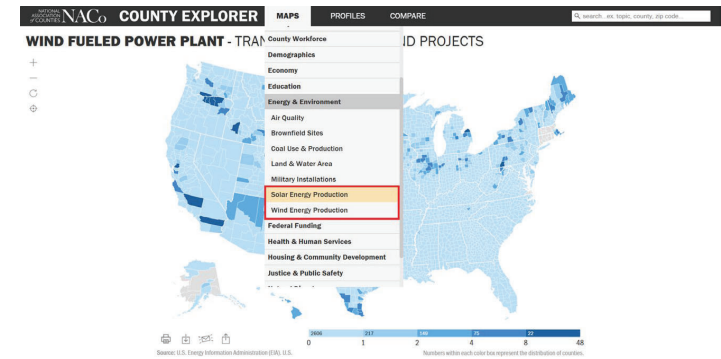 NATIONAL ASSOCIATION of COUNTIES NACo COUNTY EXPLORER MAPS PROFILES COMPARE search.. ex. topic, county, zip code...
WIND FUELED POWER PLANT - TRAN ND PROJECTS
County Workforce
Demographics
Economy
Education
Energy & Environment
Air Quality
Brownfield Sites
Coal Use & Production
Land & Water Area
Military Installations
Solar Energy Production
Wind Energy Production
Federal Funding
Health & Human Services
Housing & Community Development
Justice & Public Safety
2606 217 146 75 22
0 1 2 4 8 48
Source: U.S. Energy Information Administration (EIA), U.S. Numbers within each color box represent the distribution of counties.